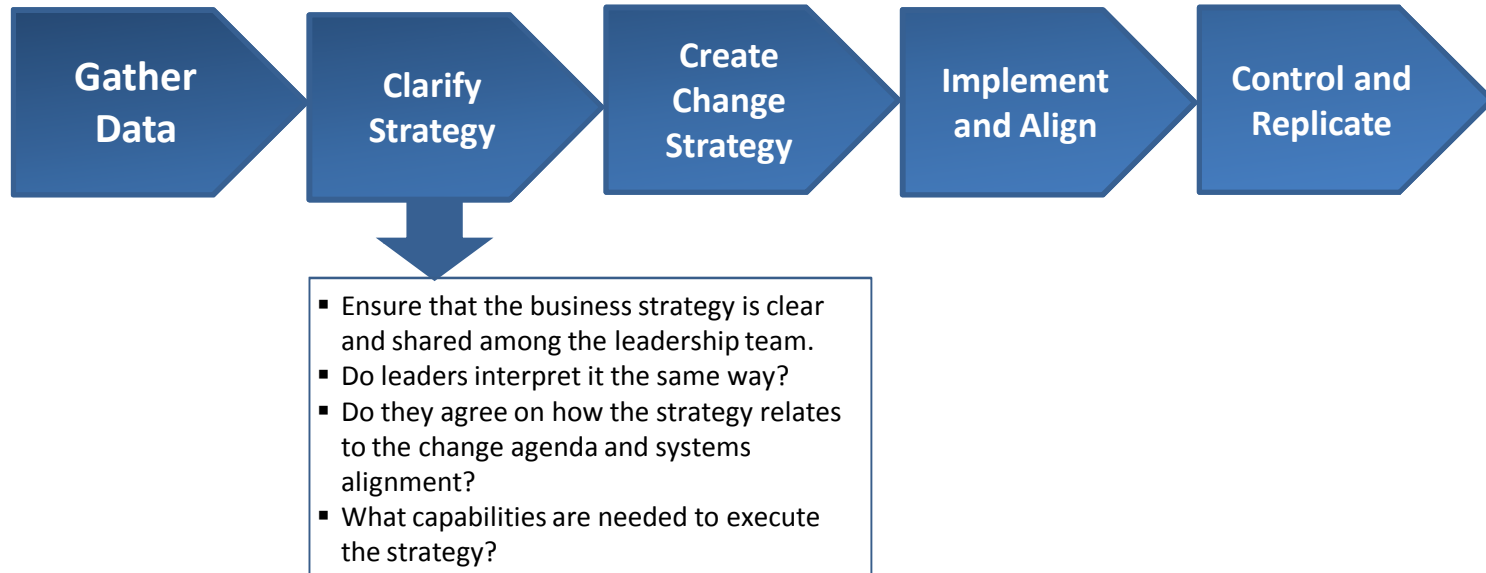 Gather
Data
Clarify
Strategy
Create
Change
Strategy
Implement
and Align
Control and
Replicate
▪ Ensure that the business strategy is clear
and shared among the leadership team.
▪ Do leaders interpret it the same way?
▪ Do they agree on how the strategy relates
to the change agenda and systems
alignment?
▪ What capabilities are needed to execute
the strategy?